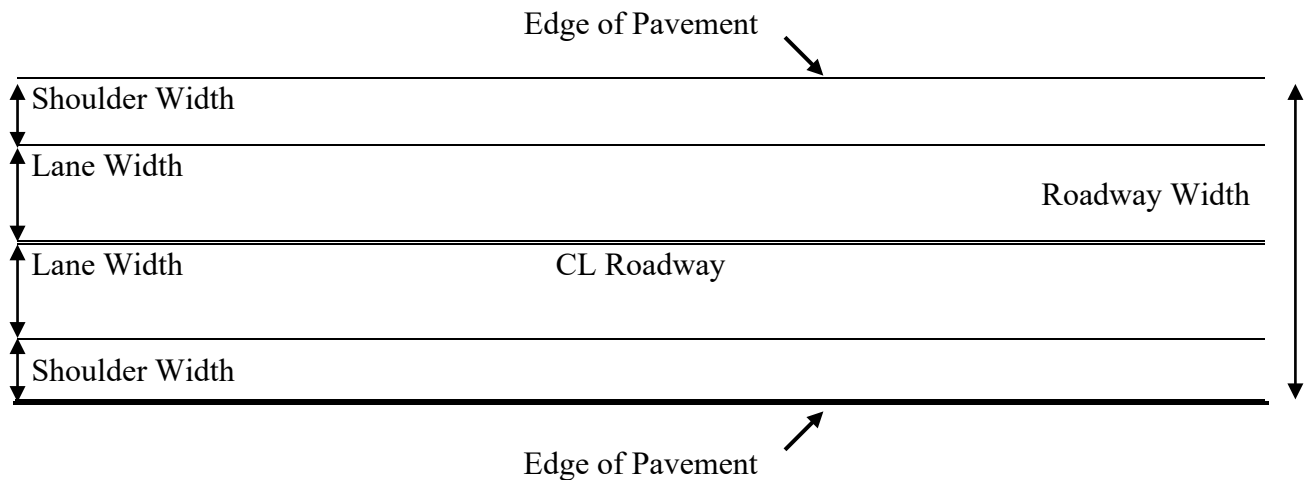 Edge of Pavement
Shoulder Width
Lane Width
Roadway Width
Lane Width
CL Roadway
Shoulder Width
Edge of Pavement